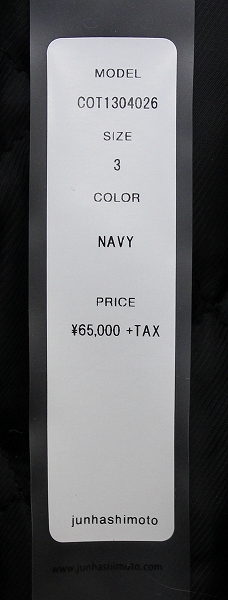 MODEL
COT1304026
SIZE
3
COLOR
NAVY
PRICE
¥65,000 +TAX
junhashimoto
www.junhashimoto.com